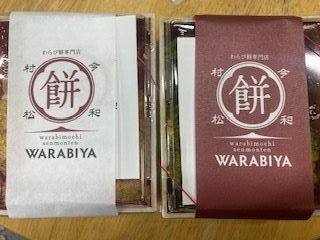 わらび餅専門店
村 今
餅
松 和
warabimochi
senmonten
WARABIYA
わらび餅専門店
村 今
餅
松 和
warabimochi
senmonten
WARABIYA